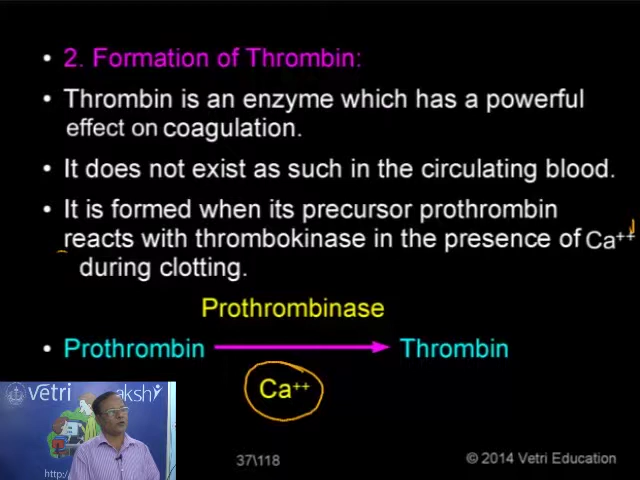 • 2. Formation of Thrombin:
• Thrombin is an enzyme which has a powerful
effect on coagulation.
• It does not exist as such in the circulating blood.
• It is formed when its precursor prothrombin
reacts with thrombokinase in the presence of Ca⁺⁺
during clotting.
Prothrombinase
• Prothrombin Thrombin
Ca⁺⁺
Vetri akshi
http:/
37\118
© 2014 Vetri Education